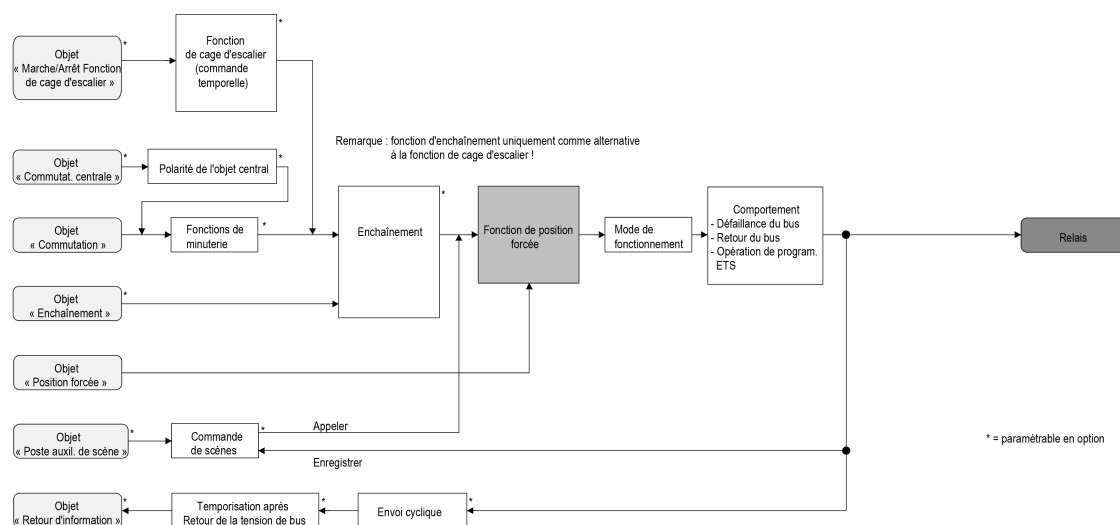 *
Objet
« Marche/Arrêt Fonction
de cage d'escalier »
*
Fonction
de cage d'escalier
(commande
temporelle)
Remarque : fonction d'enchaînement uniquement comme alternative
à la fonction de cage d'escalier !
*
Objet
« Commutat. centrale »
*
Polarité de l'objet central
Objet
« Commutation »
*
Fonctions de
minuterie
*
Enchaînement
Fonction de position
forcée
Mode de
fonctionnement
Comportement
- Défaillance du bus
- Retour du bus
- Opération de program.
ETS
Relais
*
Objet
« Enchaînement »
Objet
« Position forcée »
*
Objet
« Poste auxil. de scène »
*
Commande
de scènes
Appeler
Enregistrer
* = paramétrable en option
*
Objet
« Retour d'information »
*
Temporisation après
Retour de la tension de bus
*
Envoi cyclique